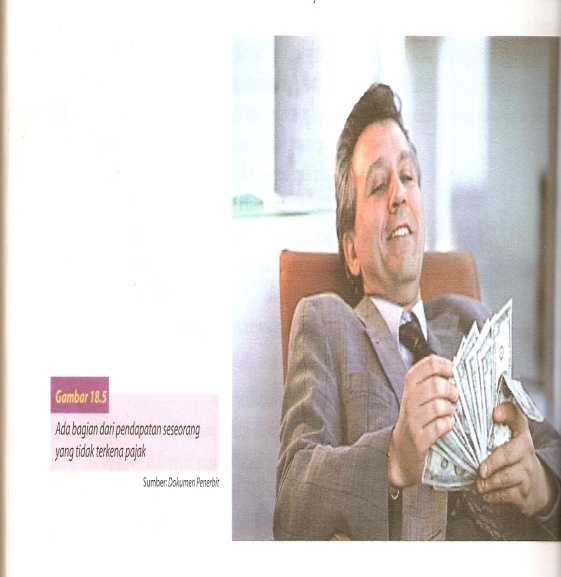 Gambar 18.5
Ada bagian dari pendapatan seseorang
yang tidak terkena pajak
Sumber: Dokumen Penerbit